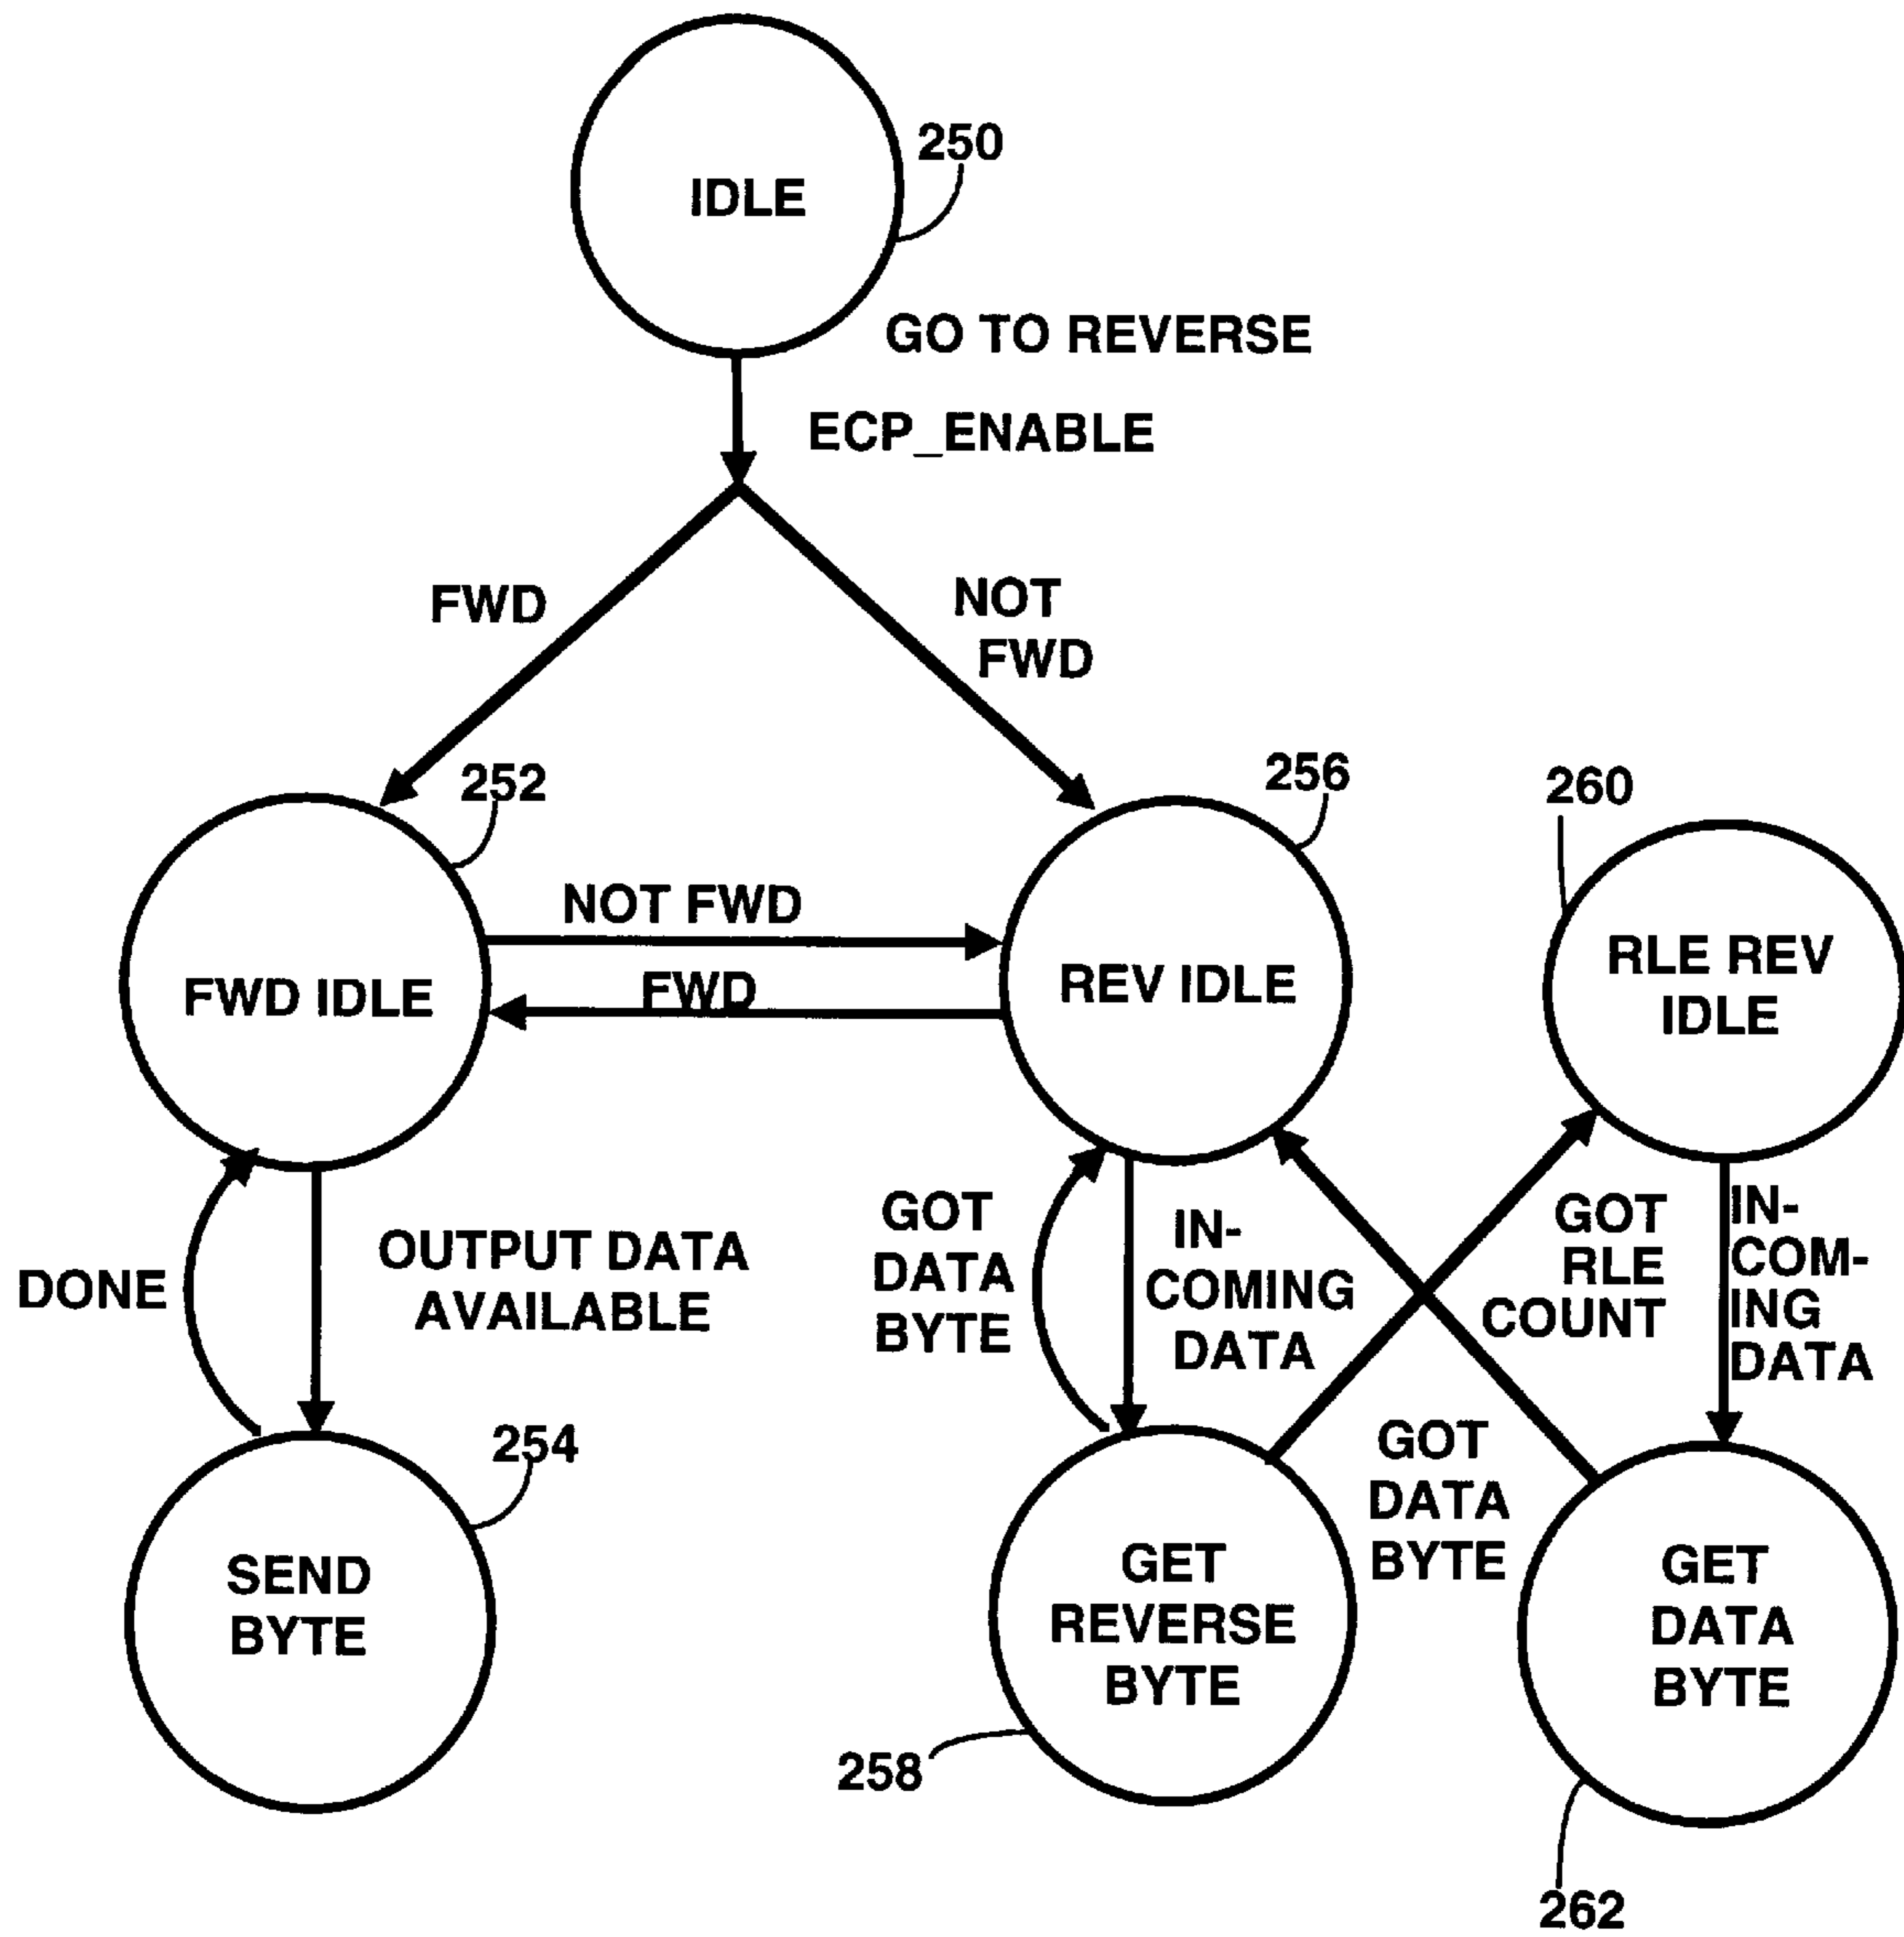 250
IDLE
GO TO REVERSE
ECP_ENABLE
FWD
NOT
FWD
252
256
260
NOT FWD
FWD
FWD IDLE
REV IDLE
RLE REV
IDLE
DONE
OUTPUT DATA
AVAILABLE
GOT
DATA
BYTE
IN-
COMING
DATA
GOT
RLE
COUNT
IN-
COM-
ING
DATA
254
GOT
DATA
BYTE
SEND
BYTE
GET
REVERSE
BYTE
GET
DATA
BYTE
258
262